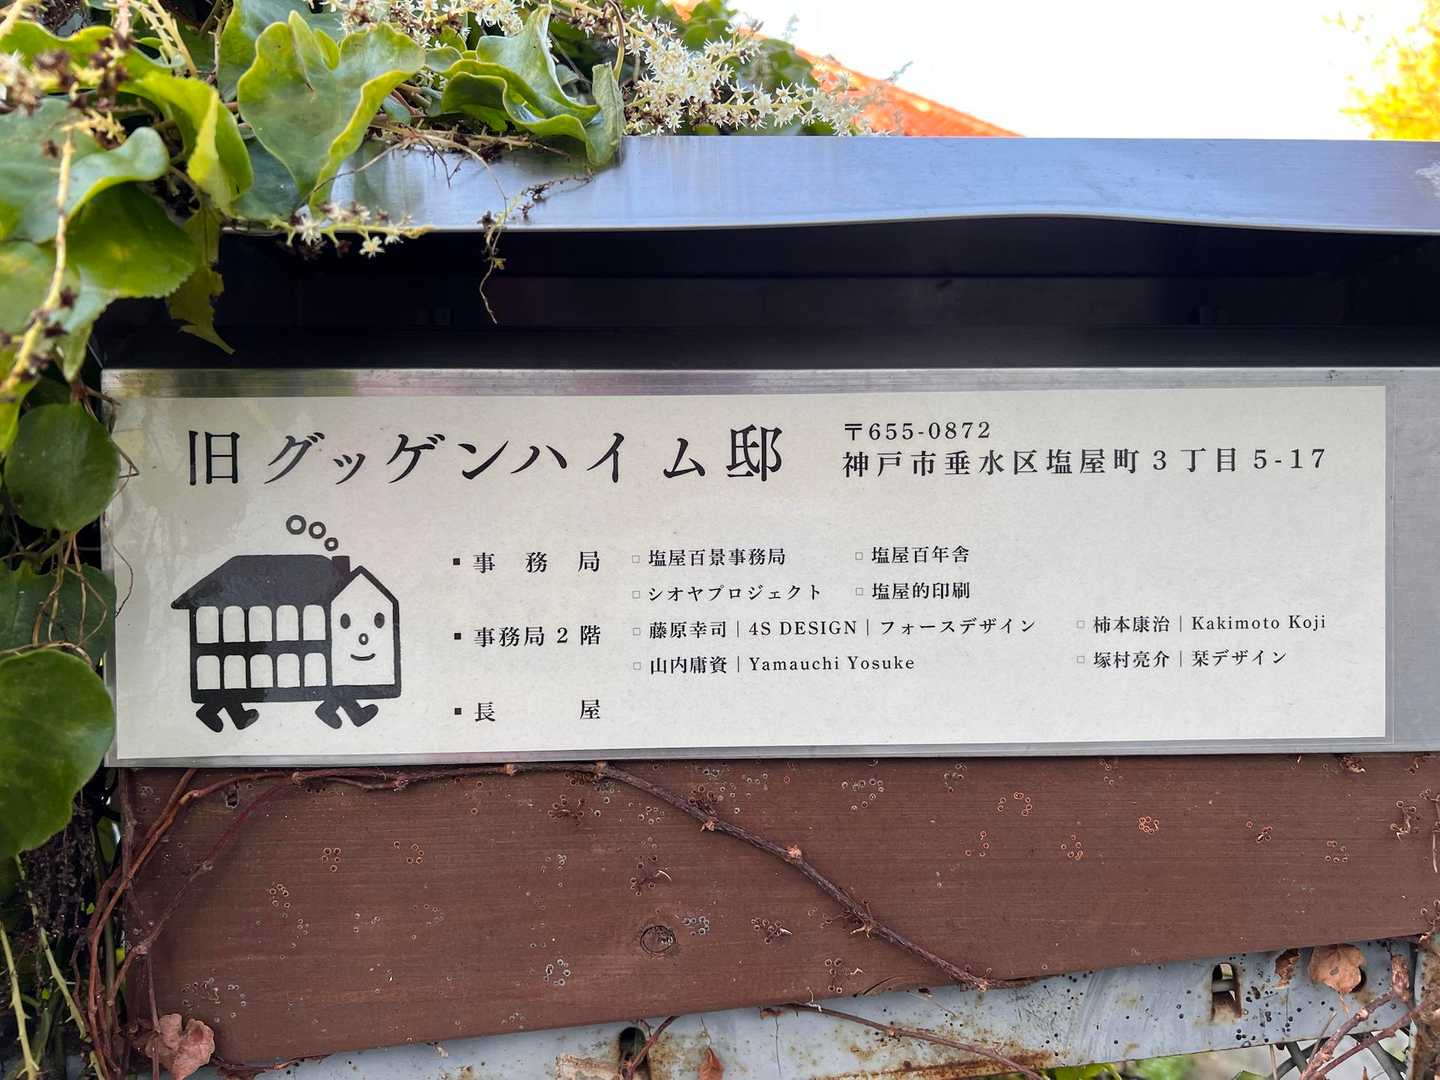 旧グッゲンハイム邸
〒655-0872
神戸市垂水区塩屋町3丁目5-17
▪事務局 □塩屋百景事務局 □塩屋百年舎
□シオヤプロジェクト □塩屋的印刷
▪事務局2階 □藤原幸司|4S DESIGN|フォースデザイン □柿本康治|Kakimoto Koji
□山内庸資|Yamauchi Yosuke □塚村亮介|栞デザイン
▪長屋